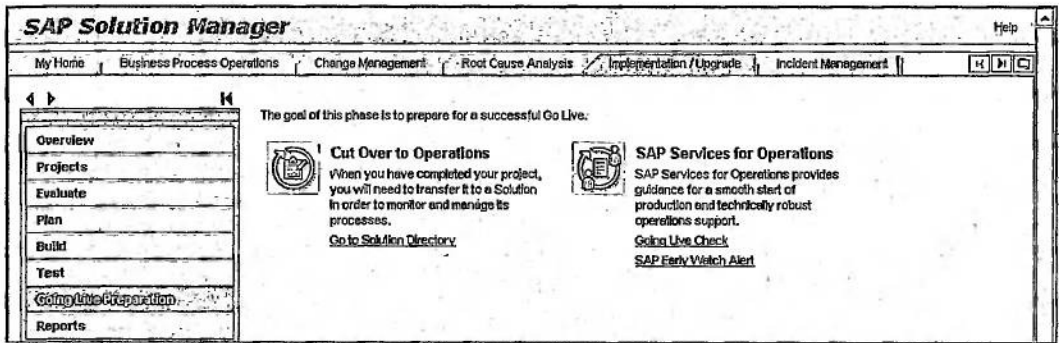 SAP Solution Manager
Help
My Home Business Process Operations Change Management Root Cause Analysis Implementation / Upgrade Incident Management
The goal of this phase is to prepare for a successful Go Live.
Overview
Projects
Evaluate
Plan
Build
Test
Going Live Preparation
Reports
Cut Over to Operations
When you have completed your project,
you will need to transfer it to a Solution
in order to monitor and manage its
processes.
Go to Solution Directory
SAP Services for Operations
SAP Services for Operations provides
guidance for a smooth start of
production and technically robust
operations support.
Going Live Check
SAP Early Watch Alert